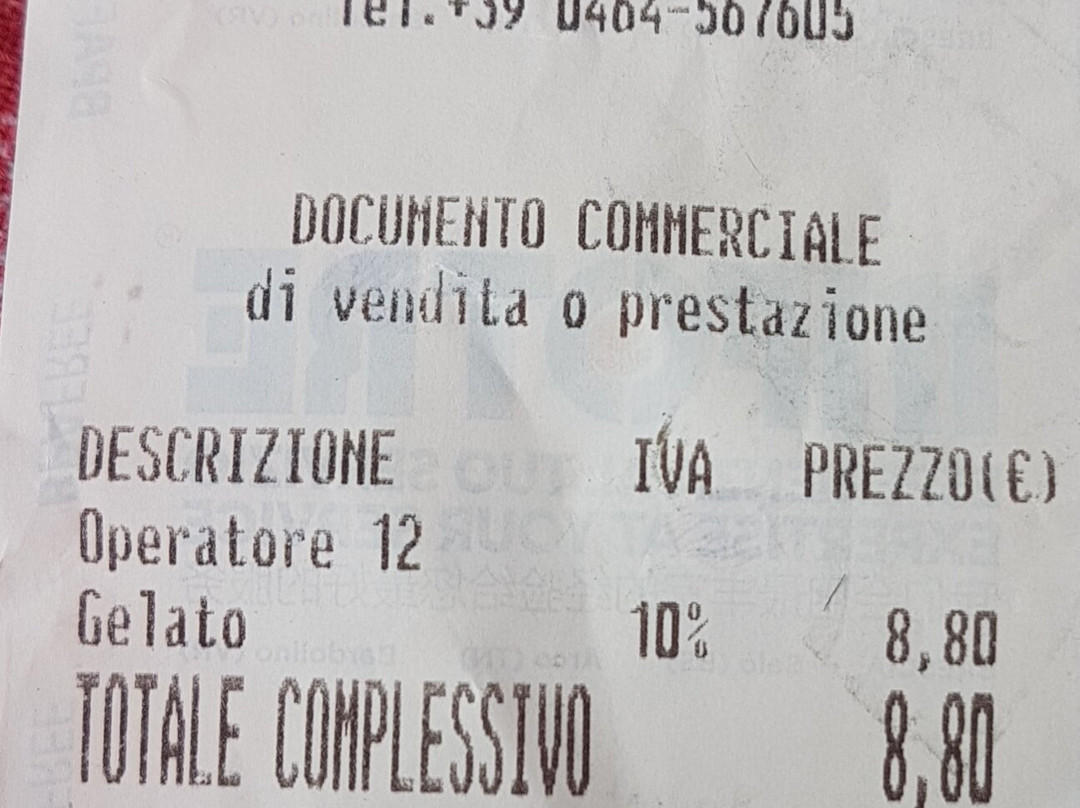 Tel.+39 0464-567605
DOCUMENTO COMMERCIALE
di vendita o prestazione
DESCRIZIONE IVA PREZZO(€)
Operatore 12
Gelato 10% 8,80
TOTALE COMPLESSIVO 8,80